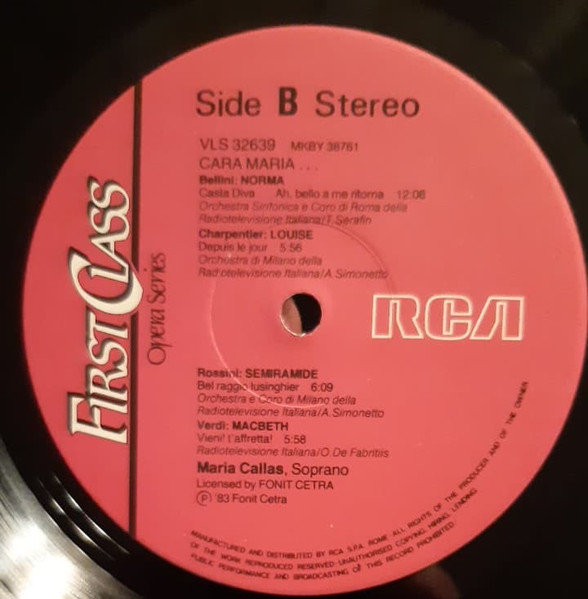 Side B Stereo
VLS 32639 MKBY 38761
CARA MARIA...
Bellini: NORMA
Casta Diva Ah, bello a me ritorna 12:08
Orchestra Sinfonica e Coro di Roma della
Radiotelevisione Italiana/T. Serafin
Charpentier: LOUISE
Depuis le jour 5:56
Orchestra di Milano della
Radiotelevisione Italiana/A. Simonetto
FIRST CLASS
Opera Series
RCA
Rossini: SEMIRAMIDE
Bel raggio lusinghier 6:09
Orchestra e Coro di Milano della
Radiotelevisione Italiana/A. Simonetto
Verdi: MACBETH
Vieni! t'affretta! 5:58
Radiotelevisione Italiana/O. De Fabritiis
Maria Callas, Soprano
Licensed by FONIT CETRA
Ⓟ '83 Fonit Cetra
MANUFACTURED AND DISTRIBUTED BY RCA S.P.A. ROME ALL RIGHTS OF THE PRODUCER AND OF THE OWNER
OF THE WORK REPRODUCED RESERVED UNAUTHORISED COPYING, HIRING, LENDING,
PUBLIC PERFORMANCE AND BROADCASTING OF THIS RECORD PROHIBITED.